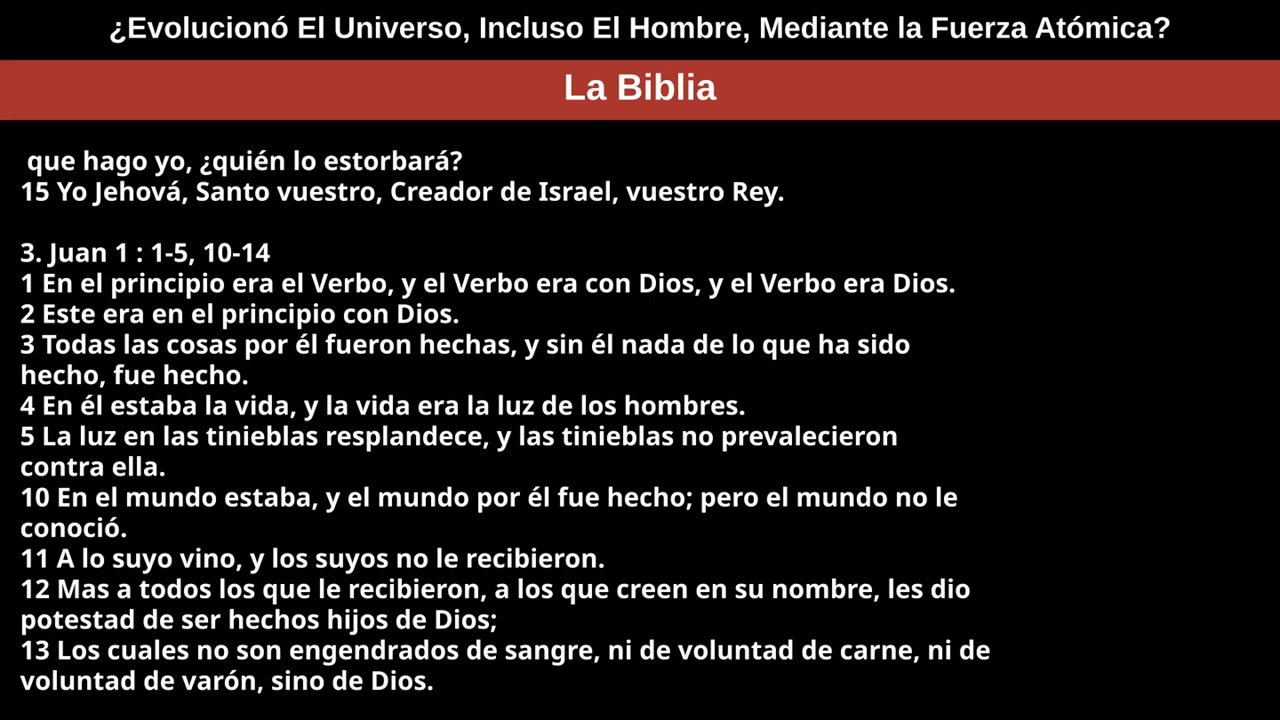 ¿Evolucionó El Universo, Incluso El Hombre, Mediante la Fuerza Atómica?
La Biblia
que hago yo, ¿quién lo estorbará?
15 Yo Jehová, Santo vuestro, Creador de Israel, vuestro Rey.
3. Juan 1 : 1-5, 10-14
1 En el principio era el Verbo, y el Verbo era con Dios, y el Verbo era Dios.
2 Este era en el principio con Dios.
3 Todas las cosas por él fueron hechas, y sin él nada de lo que ha sido
hecho, fue hecho.
4 En él estaba la vida, y la vida era la luz de los hombres.
5 La luz en las tinieblas resplandece, y las tinieblas no prevalecieron
contra ella.
10 En el mundo estaba, y el mundo por él fue hecho; pero el mundo no le
conoció.
11 A lo suyo vino, y los suyos no le recibieron.
12 Mas a todos los que le recibieron, a los que creen en su nombre, les dio
potestad de ser hechos hijos de Dios;
13 Los cuales no son engendrados de sangre, ni de voluntad de carne, ni de
voluntad de varón, sino de Dios.